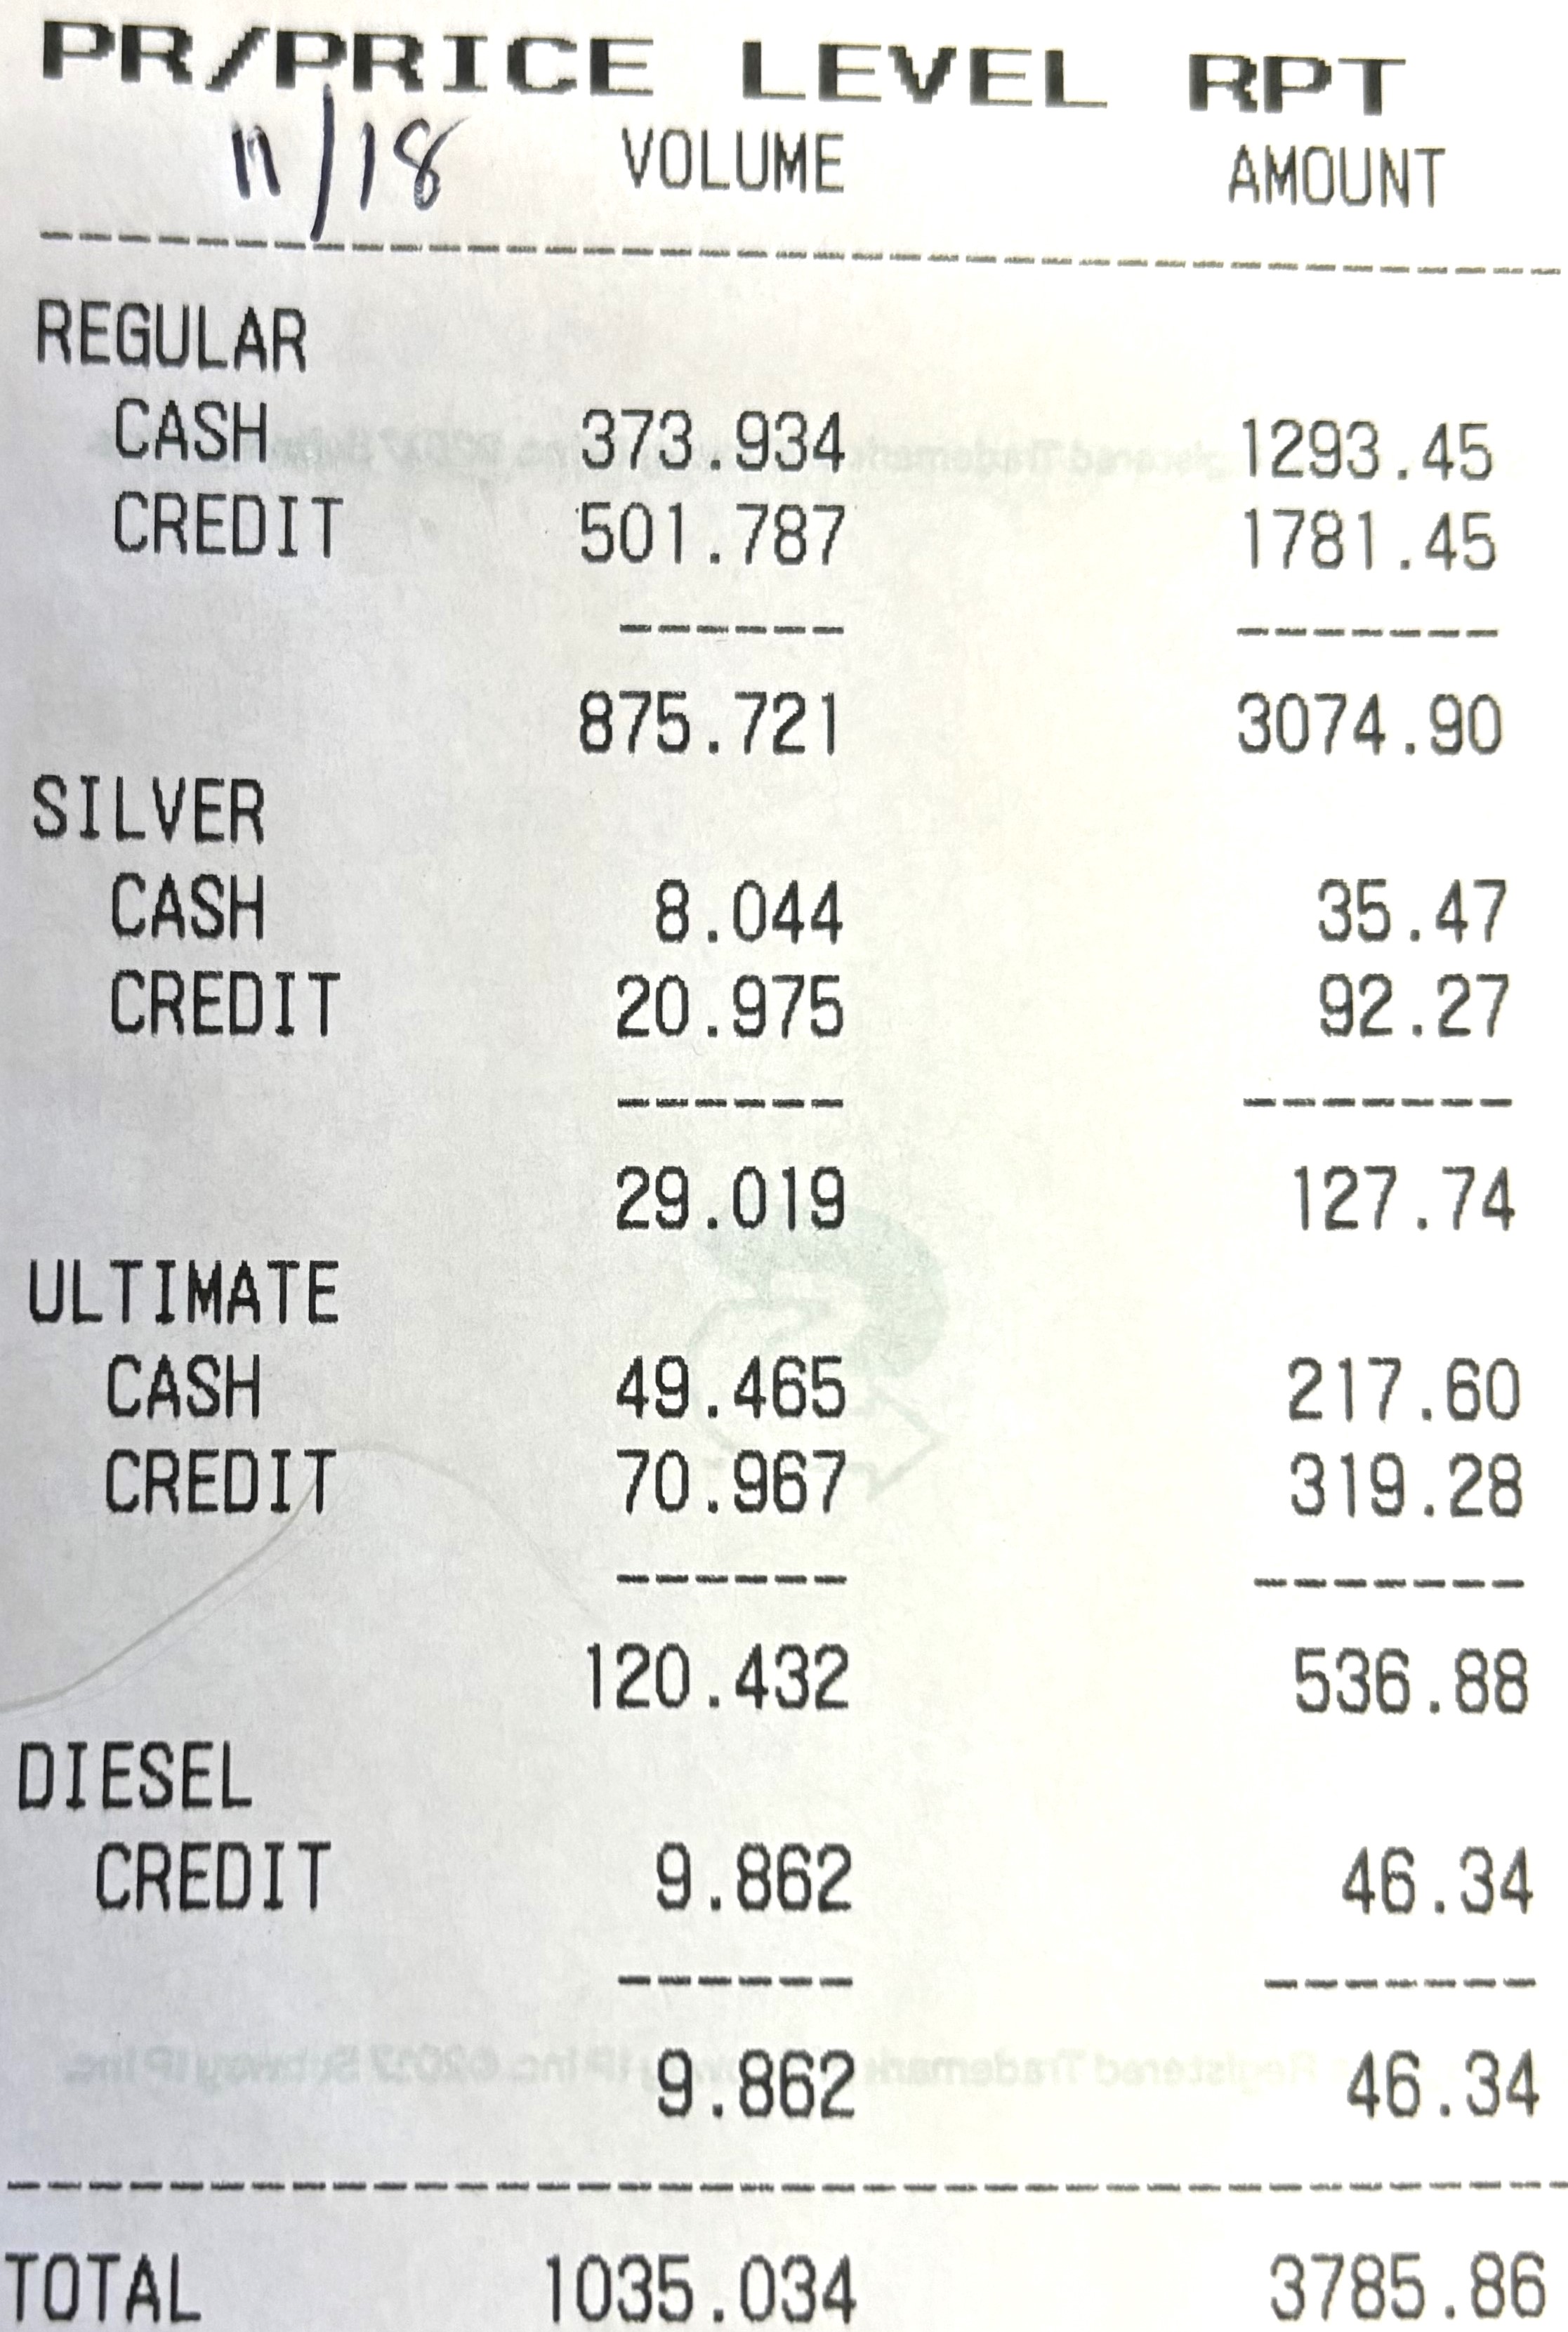 PR/PRICE LEVEL RPT
11/18 VOLUME AMOUNT
REGULAR
CASH 373.934 1293.45
CREDIT 501.787 1781.45
875.721 3074.90
SILVER
CASH 8.044 35.47
CREDIT 20.975 92.27
29.019 127.74
ULTIMATE
CASH 49.465 217.60
CREDIT 70.967 319.28
120.432 536.88
DIESEL
CREDIT 9.862 46.34
9.862 46.34
TOTAL 1035.034 3785.86